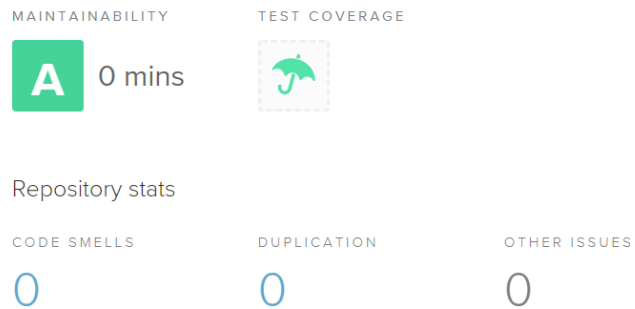 MAINTAINABILITY
TEST COVERAGE
A
0 mins
Repository stats
CODE SMELLS
DUPLICATION
OTHER ISSUES
0
0
0